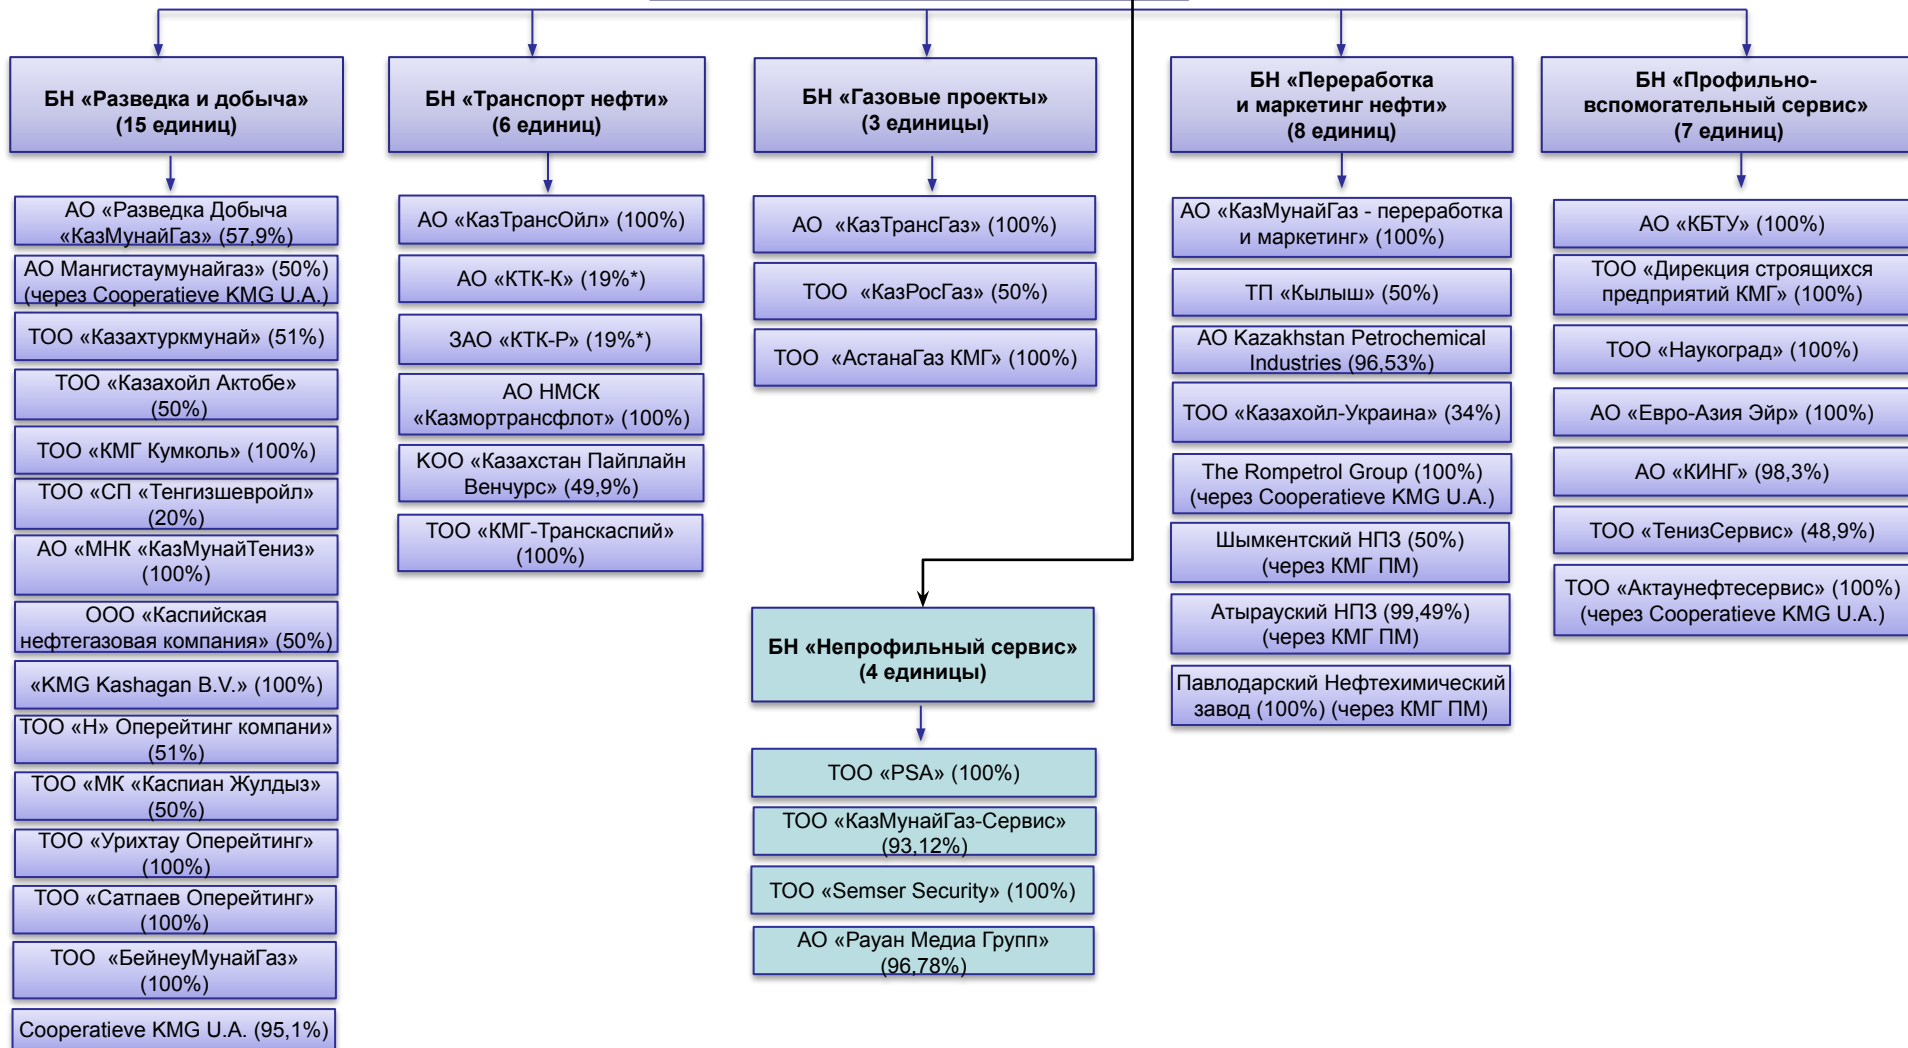 БН «Разведка и добыча»
(15 единиц)
АО «Разведка Добыча
«КазМунайГаз» (57,9%)
АО Мангистаумунайгаз» (50%)
(через Cooperatieve KMG U.A.)
ТОО «Казахтуркмунай» (51%)
ТОО «Казахойл Актобе»
(50%)
ТОО «КМГ Кумколь» (100%)
ТОО «СП «Тенгизшевройл»
(20%)
АО «МНК «КазМунайТениз»
(100%)
ООО «Каспийская
нефтегазовая компания» (50%)
«KMG Kashagan B.V.» (100%)
ТОО «Н» Оперейтинг компани»
(51%)
ТОО «МК «Каспиан Жулдыз»
(50%)
ТОО «Урихтау Оперейтинг»
(100%)
ТОО «Сатпаев Оперейтинг»
(100%)
ТОО «БейнеуМунайГаз»
(100%)
Cooperatieve KMG U.A. (95,1%)
БН «Транспорт нефти»
(6 единиц)
АО «КазТрансОйл» (100%)
АО «КТК-К» (19%*)
ЗАО «КТК-Р» (19%*)
АО НМСК
«Казмортрансфлот» (100%)
КОО «Казахстан Пайплайн
Венчурс» (49,9%)
ТОО «КМГ-Транскаспий»
(100%)
БН «Газовые проекты»
(3 единицы)
АО «КазТрансГаз» (100%)
ТОО «КазРосГаз» (50%)
ТОО «АстанаГаз КМГ» (100%)
БН «Непрофильный сервис»
(4 единицы)
ТОО «PSA» (100%)
ТОО «КазМунайГаз-Сервис»
(93,12%)
ТОО «Semser Security» (100%)
АО «Рауан Медиа Групп»
(96,78%)
БН «Переработка
и маркетинг нефти»
(8 единиц)
АО «КазМунайГаз - переработка
и маркетинг» (100%)
ТП «Кылыш» (50%)
АО Kazakhstan Petrochemical
Industries (96,53%)
ТОО «Казахойл-Украина» (34%)
The Rompetrol Group (100%)
(через Cooperatieve KMG U.A.)
Шымкентский НПЗ (50%)
(через КМГ ПМ)
Атырауский НПЗ (99,49%)
(через КМГ ПМ)
Павлодарский Нефтехимический
завод (100%) (через КМГ ПМ)
БН «Профильно-
вспомогательный сервис»
(7 единиц)
АО «КБТУ» (100%)
ТОО «Дирекция строящихся
предприятий КМГ» (100%)
ТОО «Наукоград» (100%)
АО «Евро-Азия Эйр» (100%)
АО «КИНГ» (98,3%)
ТОО «ТенизСервис» (48,9%)
ТОО «Актаунефтесервис» (100%)
(через Cooperatieve KMG U.A.)